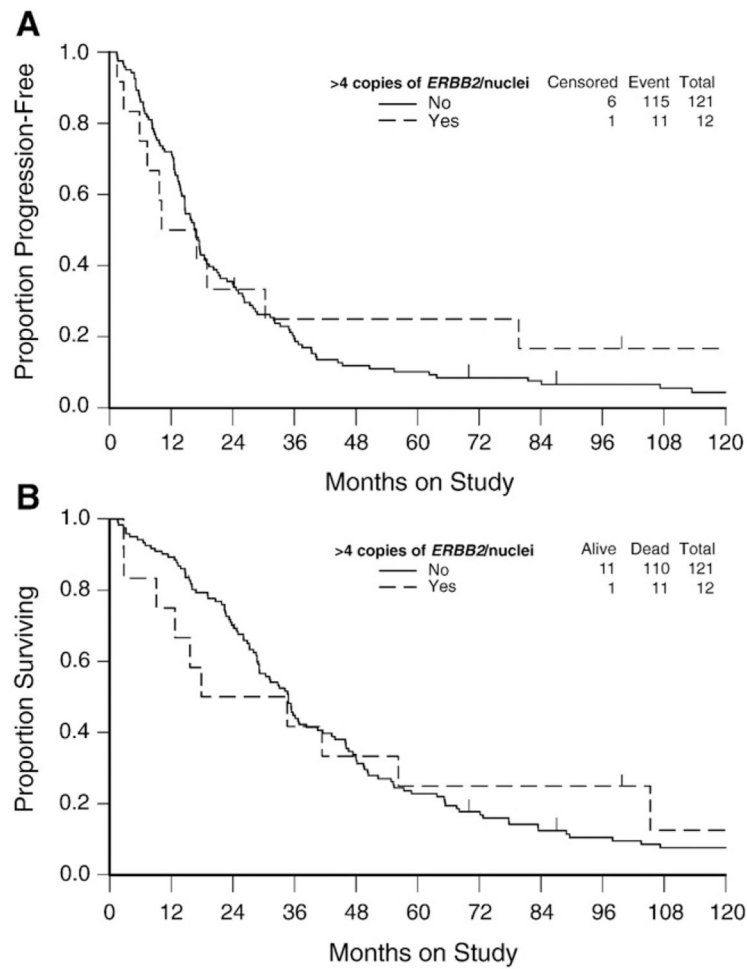 A
Proportion Progression-Free
1.0
0.8
0.6
0.4
0.2
0.0
>4 copies of ERBB2/nuclei Censored Event Total
No 6 115 121
Yes 1 11 12
0 12 24 36 48 60 72 84 96 108 120
Months on Study
B
Proportion Surviving
1.0
0.8
0.6
0.4
0.2
0.0
>4 copies of ERBB2/nuclei Alive Dead Total
No 11 110 121
Yes 1 11 12
0 12 24 36 48 60 72 84 96 108 120
Months on Study